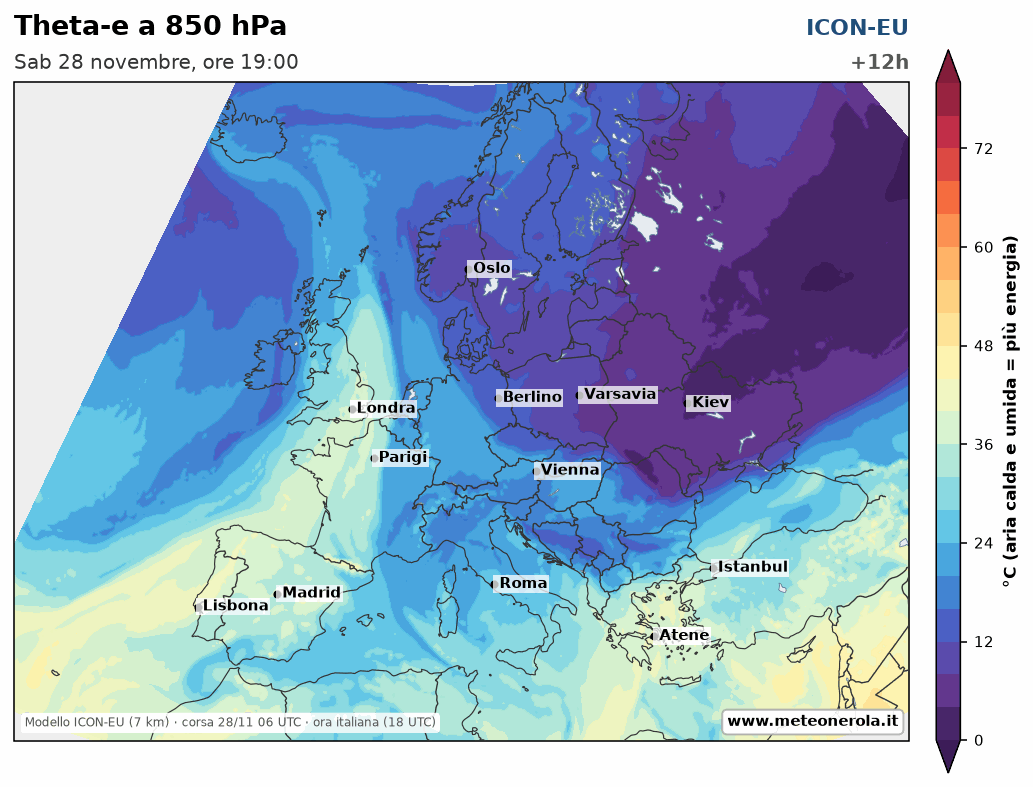 Theta-e a 850 hPa
ICON-EU
Sab 28 novembre, ore 19:00
+12h
Oslo
Londra
Berlino
Varsavia
Kiev
Parigi
Vienna
Istanbul
Roma
Madrid
Lisbona
Atene
Modello ICON-EU (7 km) · corsa 28/11 06 UTC · ora italiana (18 UTC)
www.meteonerola.it
72
60
48
36
24
12
0
°C (aria calda e umida = più energia)